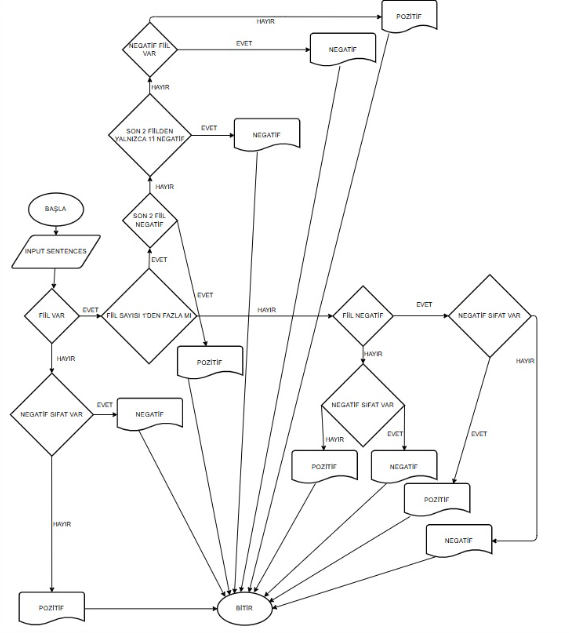 HAYIR
POZİTİF
NEGATİF FİİL
VAR
EVET
NEGATİF
HAYIR
SON 2 FİİLDEN
YALNIZCA 1'İ NEGATİF
EVET
NEGATİF
HAYIR
BAŞLA
SON 2 FİİL
NEGATİF
INPUT SENTENCES
EVET
EVET
FİİL VAR
EVET
FİİL SAYISI 1'DEN FAZLA MI
HAYIR
FİİL NEGATİF
EVET
NEGATİF SIFAT VAR
HAYIR
POZİTİF
HAYIR
HAYIR
NEGATİF SIFAT VAR
EVET
NEGATİF
NEGATİF SIFAT VAR
HAYIR
EVET
EVET
POZİTİF
NEGATİF
POZİTİF
HAYIR
NEGATİF
POZİTİF
BİTİR